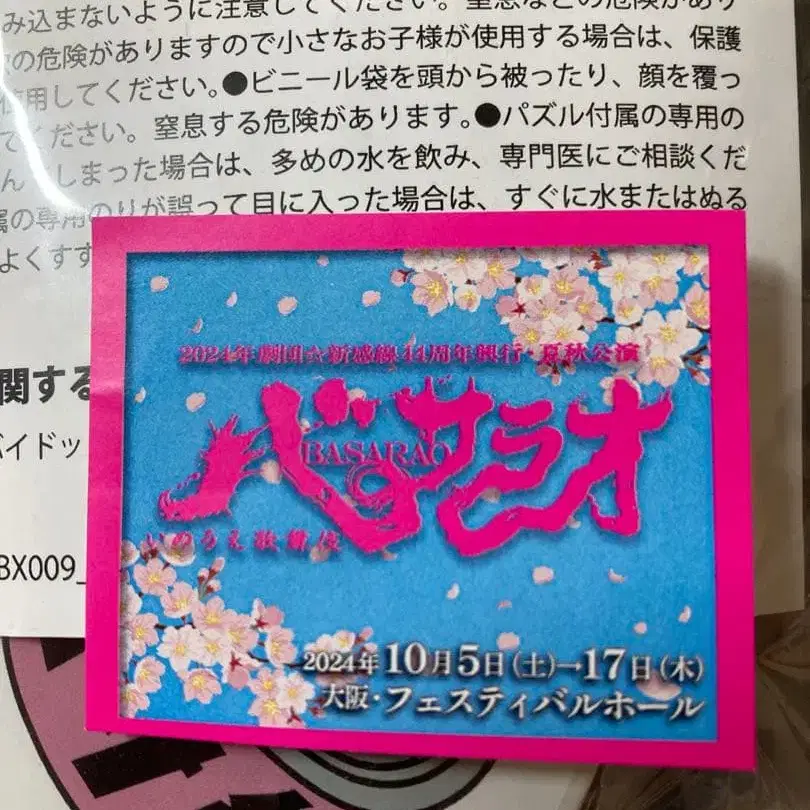 み込まないように注意してください。窒息などの危険があり
の危険がありますので小さなお子様が使用する場合は、保護
使用してください。●ビニール袋を頭から被ったり、顔を覆っ
てください。窒息する危険があります。●パズル付属の専用の
しまった場合は、多めの水を飲み、専門医にご相談くだ
属の専用のりが誤って目に入った場合は、すぐに水またはぬる
よくすす
関する
バイドッ
BX009_
2024年 劇団☆新感線 44周年興行・夏秋公演
バサラオ
BASARAO
いのうえ歌舞伎
2024年 10月5日(土)→17日(木)
大阪・フェスティバルホール